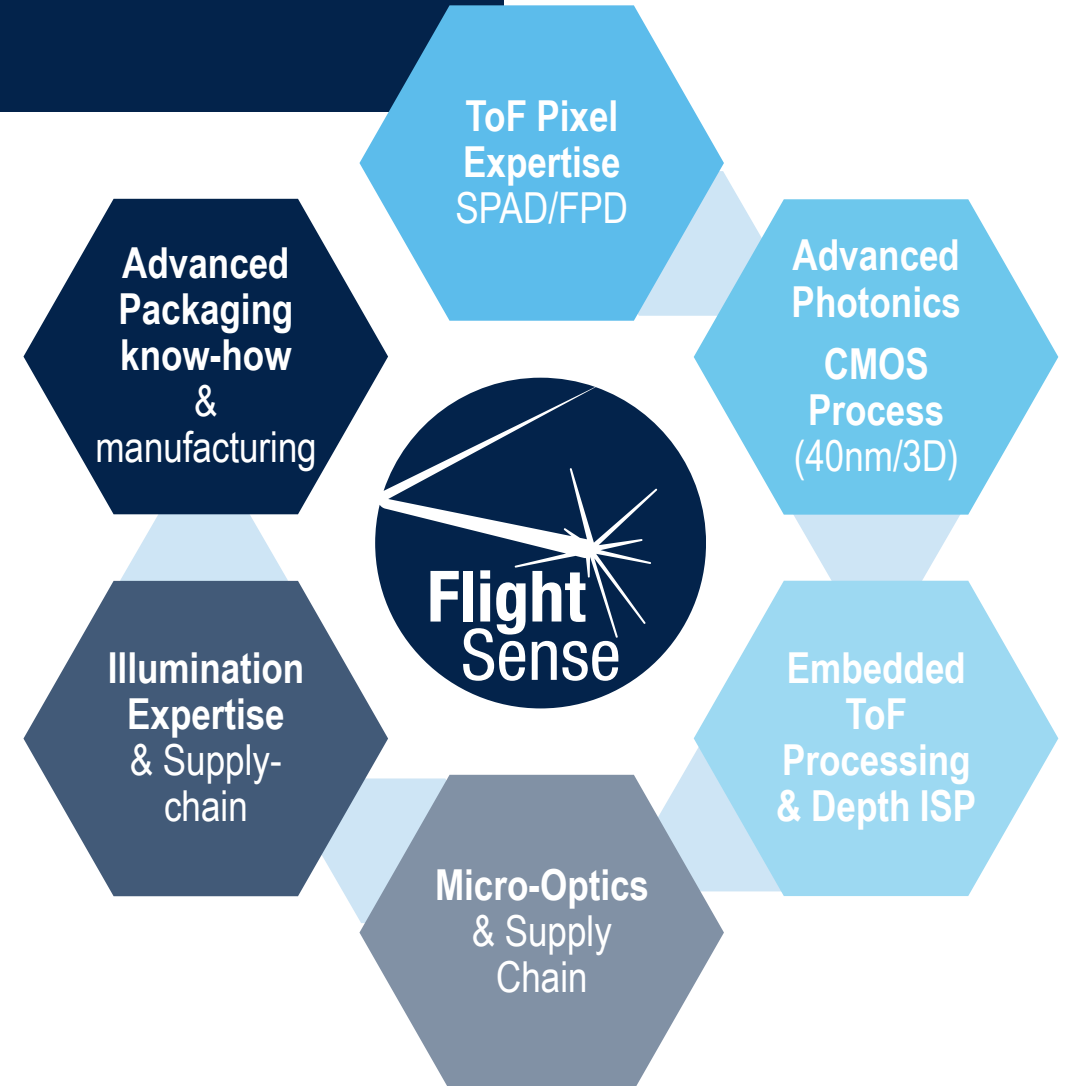 ToF Pixel
Expertise
SPAD/FPD
Advanced
Photonics
CMOS
Process
(40nm/3D)
Embedded
ToF
Processing
& Depth ISP
Micro-Optics
& Supply
Chain
Illumination
Expertise
& Supply-
chain
Advanced
Packaging
know-how
&
manufacturing
Flight
Sense